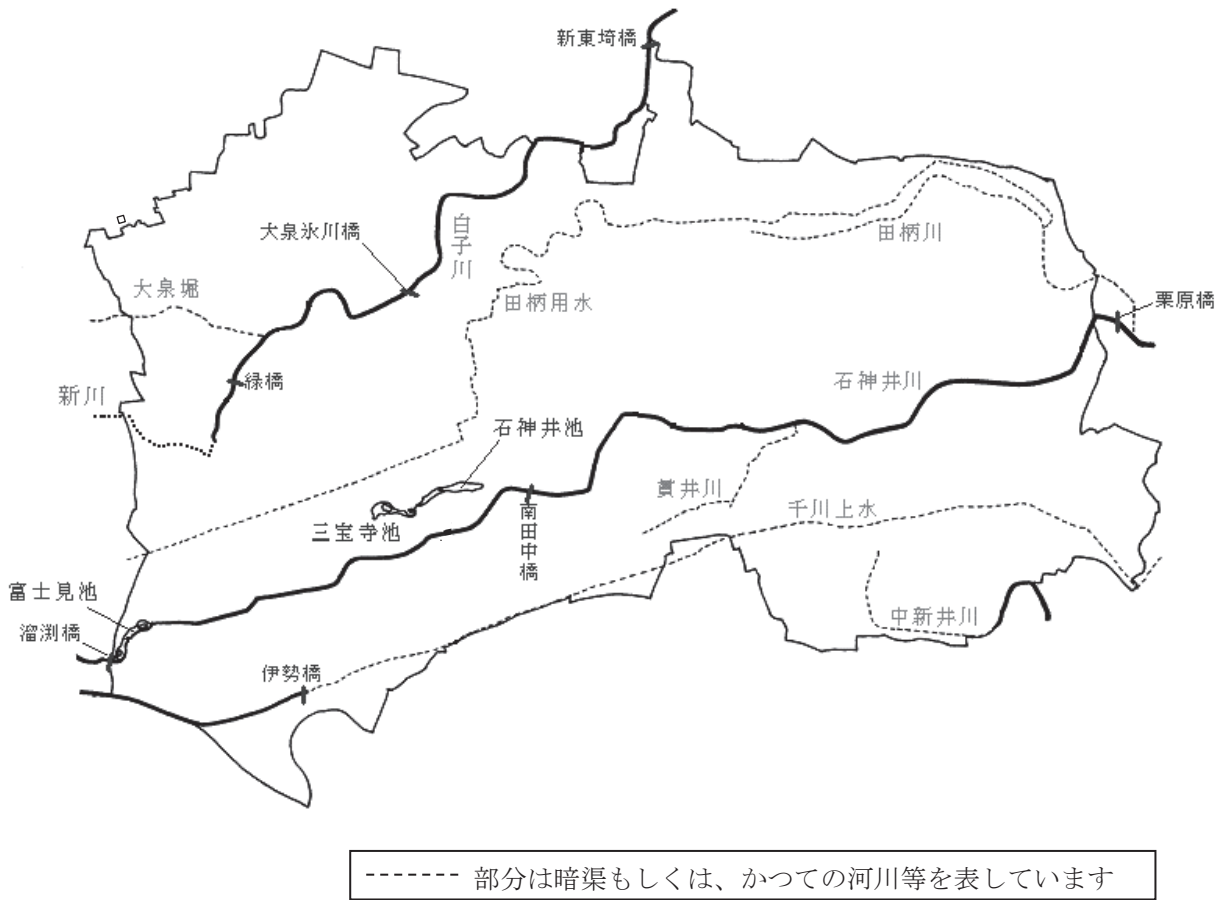 新東埼橋
大泉氷川橋
白子川
田柄川
大泉堀
田柄用水
栗原橋
緑橋
石神井川
新川
石神井池
貫井川
千川上水
三宝寺池
南田中橋
富士見池
中新井川
溜渕橋
伊勢橋
部分は暗渠もしくは、かつての河川等を表しています